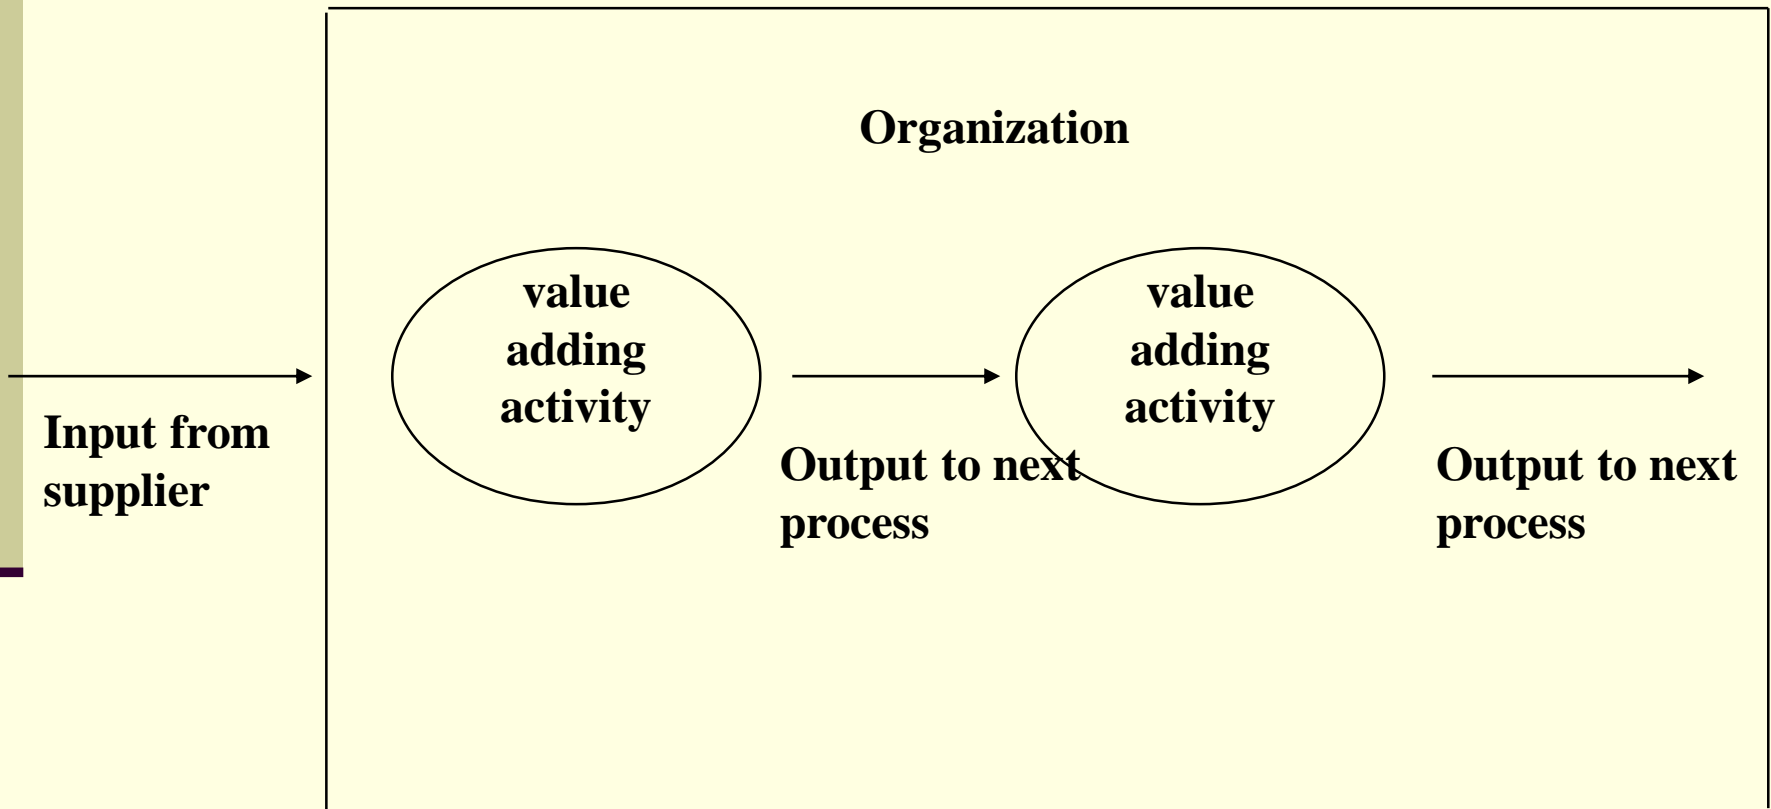 Organization
Input from
supplier
value
adding
activity
Output to next
process
value
adding
activity
Output to next
process